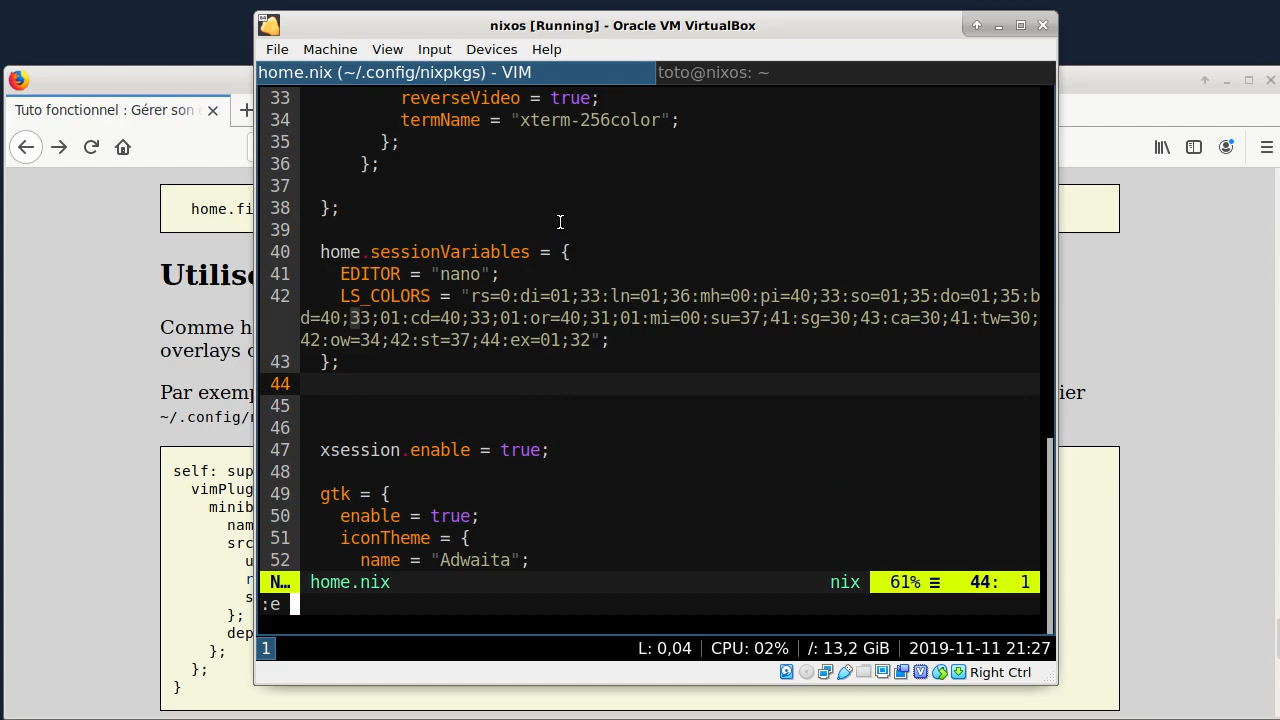 nixos [Running] - Oracle VM VirtualBox
File Machine View Input Devices Help
home.nix (~/.config/nixpkgs) - VIM
toto@nixos: ~
33 reverseVideo = true;
34 termName = "xterm-256color";
35 };
36 };
37
38 };
39
40 home.sessionVariables = {
41 EDITOR = "nano";
42 LS_COLORS = "rs=0:di=01;33:ln=01;36:mh=00:pi=40;33:so=01;35:do=01;35:b
d=40;33;01:cd=40;33;01:or=40;31;01:mi=00:su=37;41:sg=30;43:ca=30;41:tw=30;
42:ow=34;42:st=37;44:ex=01;32";
43 };
44
45
46
47 xsession.enable = true;
48
49 gtk = {
50 enable = true;
51 iconTheme = {
52 name = "Adwaita";
N… home.nix nix 61% ≡ 44: 1
:e
1 L: 0,04 CPU: 02% /: 13,2 GiB 2019-11-11 21:27
Right Ctrl
Tuto fonctionnel : Gérer son
home.fi
Utilise
Comme h
overlays
Par exemp ier
~/.config/
self: sup
vimPlug
minib
nam
src
};
dep
};
};
}